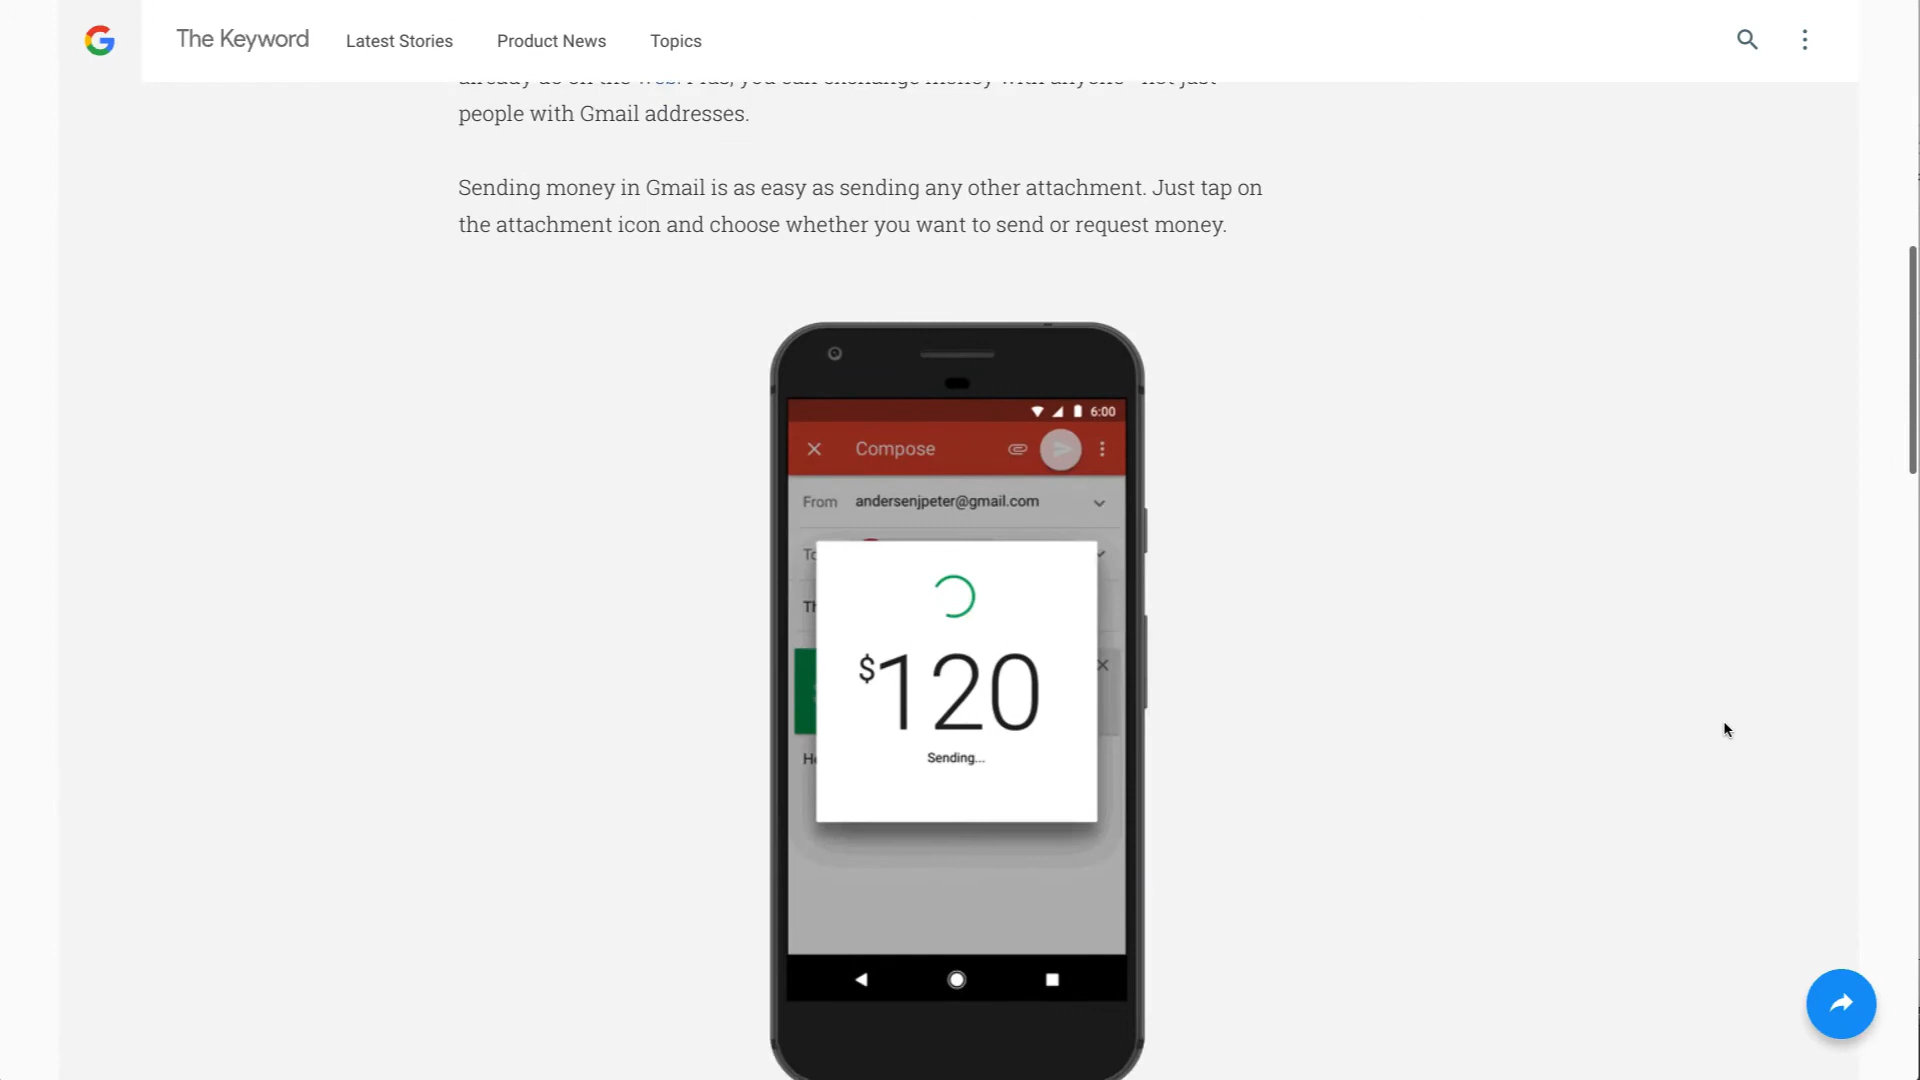 The Keyword
Latest Stories
Product News
Topics
people with Gmail addresses.
Sending money in Gmail is as easy as sending any other attachment. Just tap on
the attachment icon and choose whether you want to send or request money.
6:00
Compose
From andersenjpeter@gmail.com
$120
Sending...